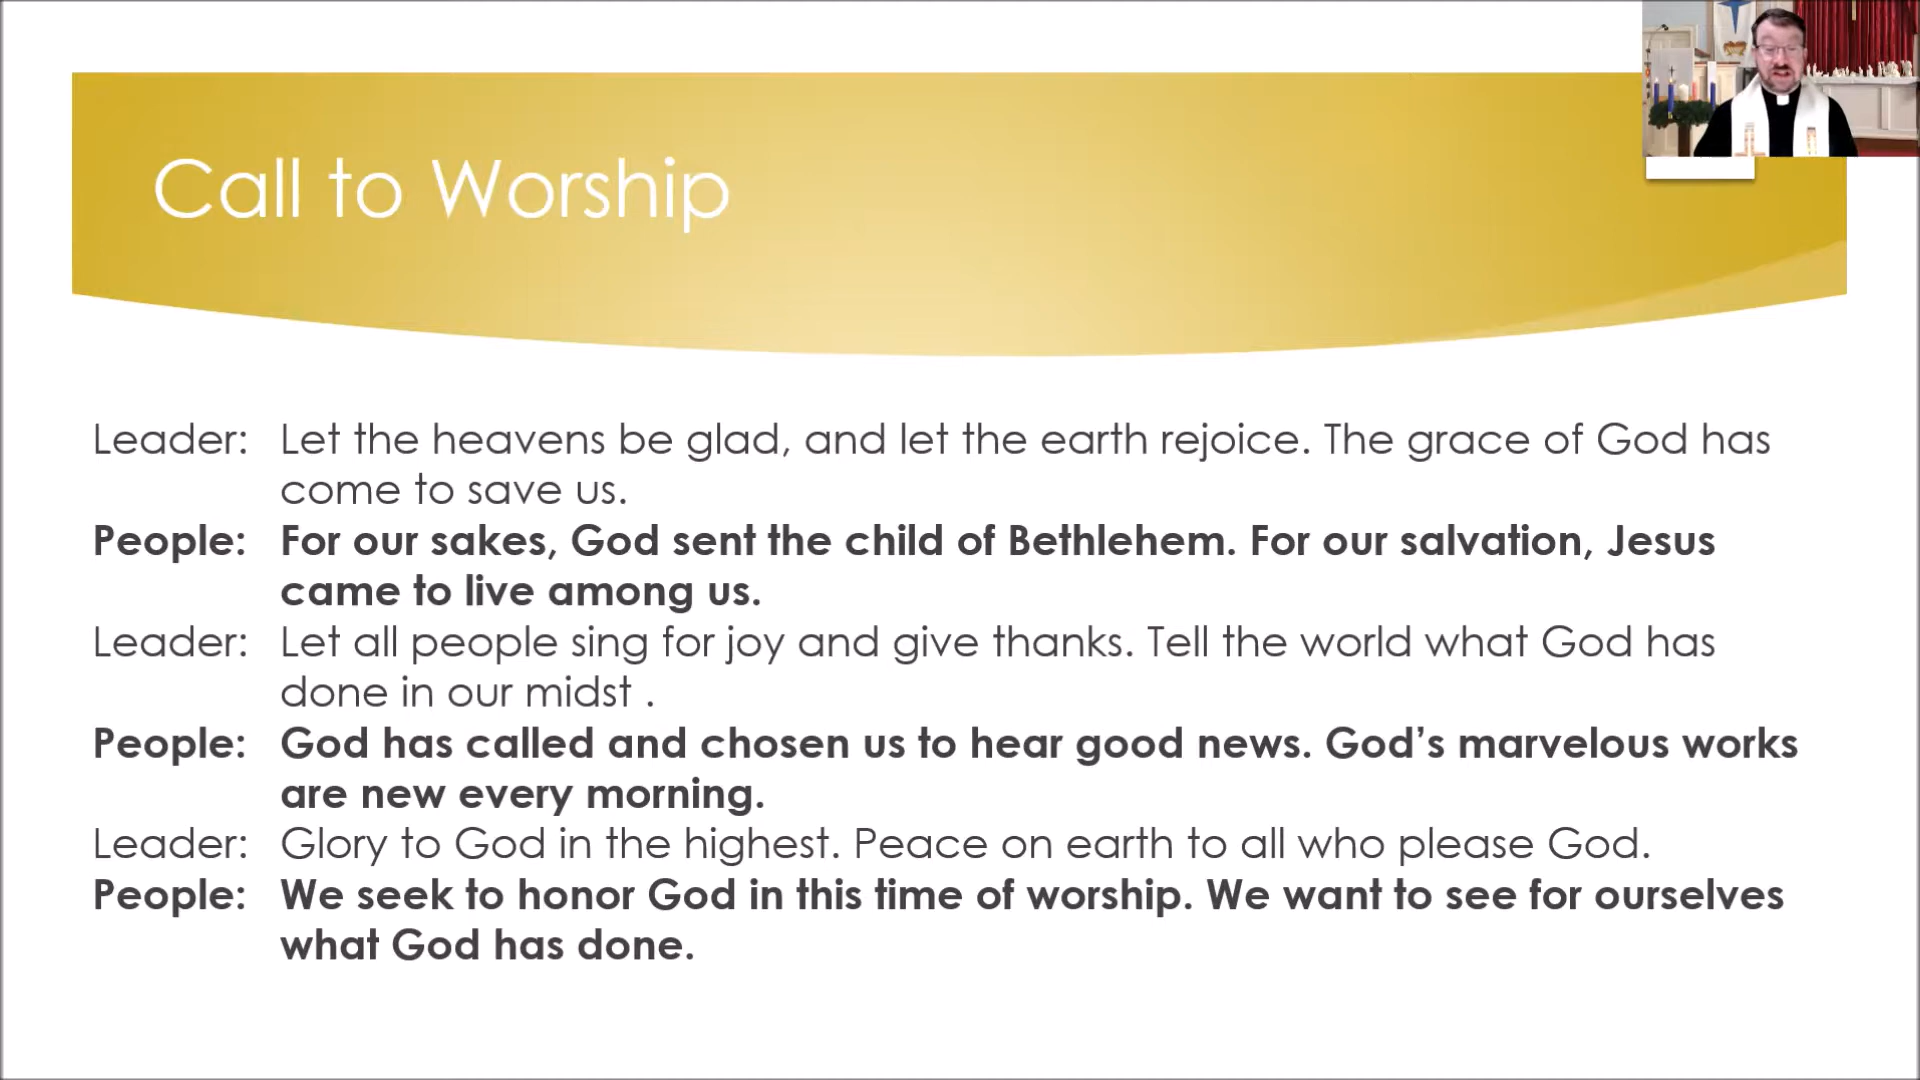 Call to Worship
Leader: Let the heavens be glad, and let the earth rejoice. The grace of God has
come to save us.
People: For our sakes, God sent the child of Bethlehem. For our salvation, Jesus
came to live among us.
Leader: Let all people sing for joy and give thanks. Tell the world what God has
done in our midst .
People: God has called and chosen us to hear good news. God’s marvelous works
are new every morning.
Leader: Glory to God in the highest. Peace on earth to all who please God.
People: We seek to honor God in this time of worship. We want to see for ourselves
what God has done.